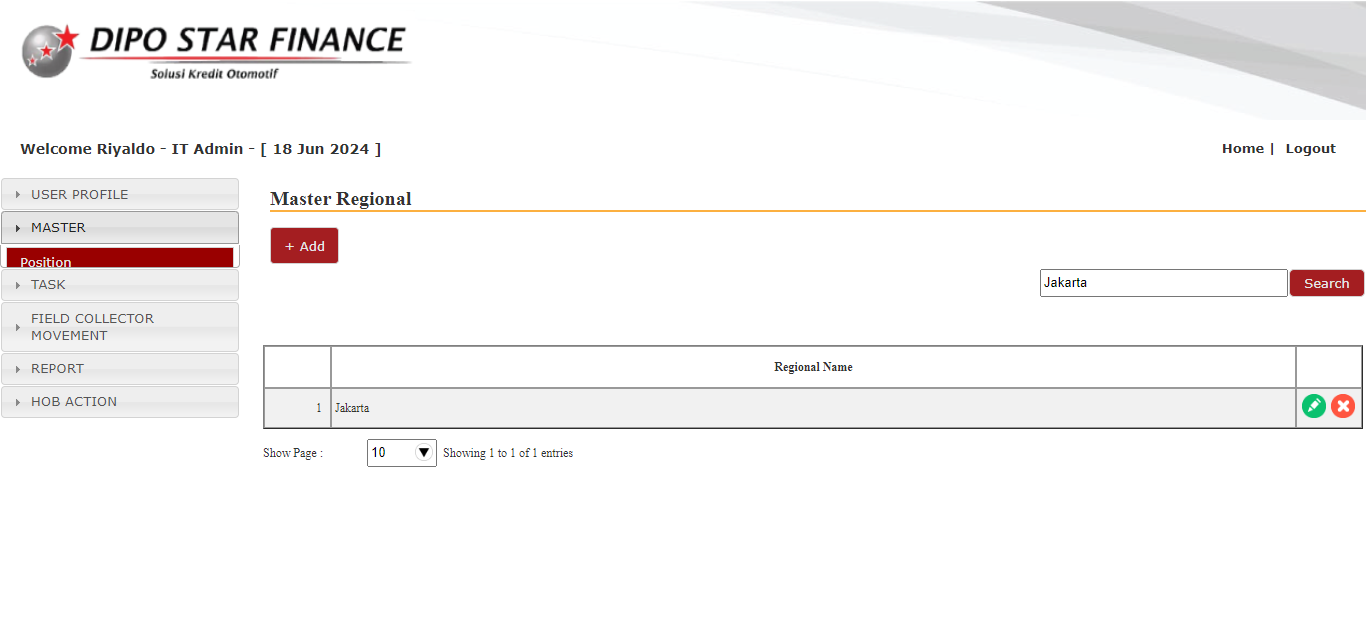 DIPO STAR FINANCE
Solusi Kredit Otomotif
Welcome Riyaldo - IT Admin - [ 18 Jun 2024 ]
Home | Logout
USER PROFILE
MASTER
Position
TASK
FIELD COLLECTOR
MOVEMENT
REPORT
HOB ACTION
Master Regional
+ Add
Jakarta
Search
Regional Name
1 Jakarta
Show Page : 10 Showing 1 to 1 of 1 entries